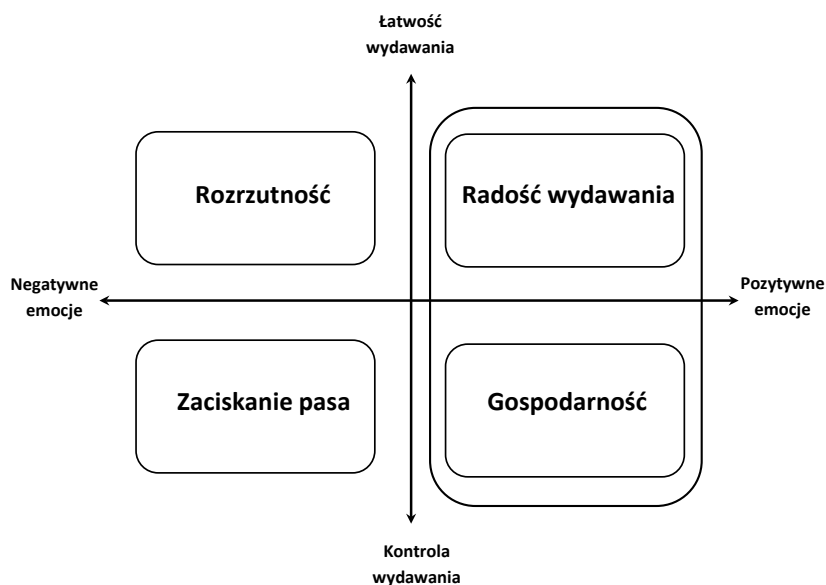 Łatwość
wydawania
Rozrzutność
Radość wydawania
Negatywne
emocje
Pozytywne
emocje
Zaciskanie pasa
Gospodarność
Kontrola
wydawania